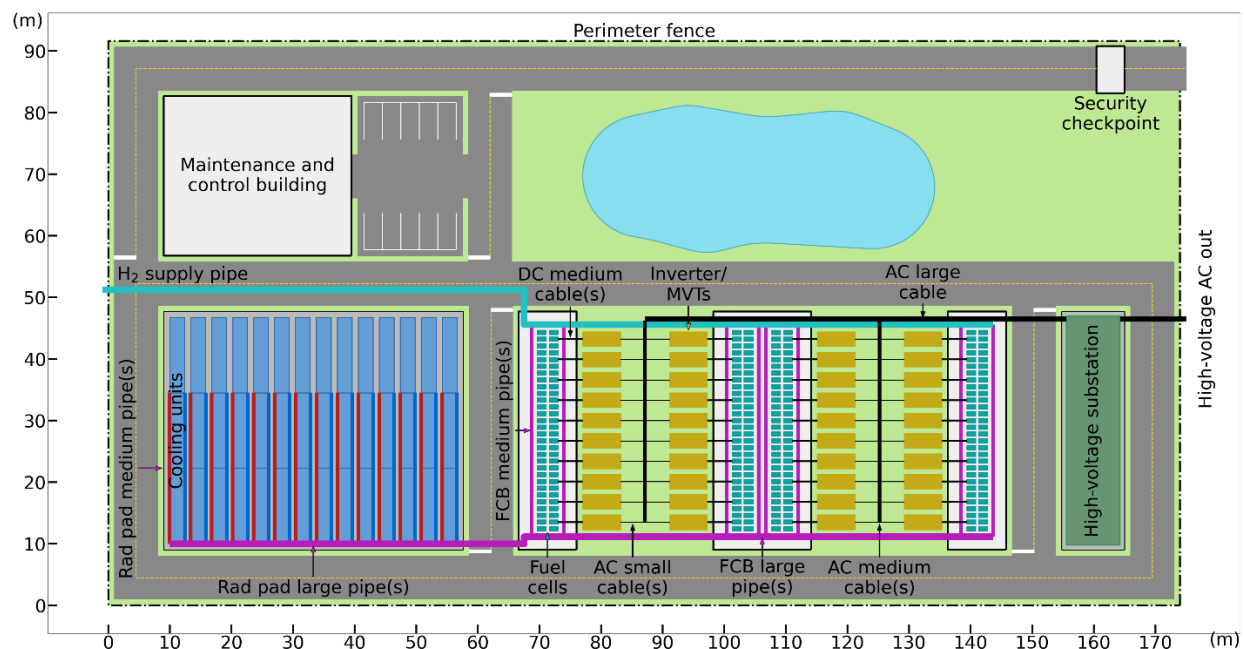 (m)
Perimeter fence
90
80
70
60
50
40
30
20
10
0
Security
checkpoint
Maintenance and
control building
H₂ supply pipe
DC medium
cable(s)
Inverter/
MVTs
AC large
cable
High-voltage AC out
Rad pad medium pipe(s)
Cooling units
FCB medium pipe(s)
High-voltage substation
Rad pad large pipe(s)
Fuel
cells
AC small
cable(s)
FCB large
pipe(s)
AC medium
cable(s)
0 10 20 30 40 50 60 70 80 90 100 110 120 130 140 150 160 170 (m)